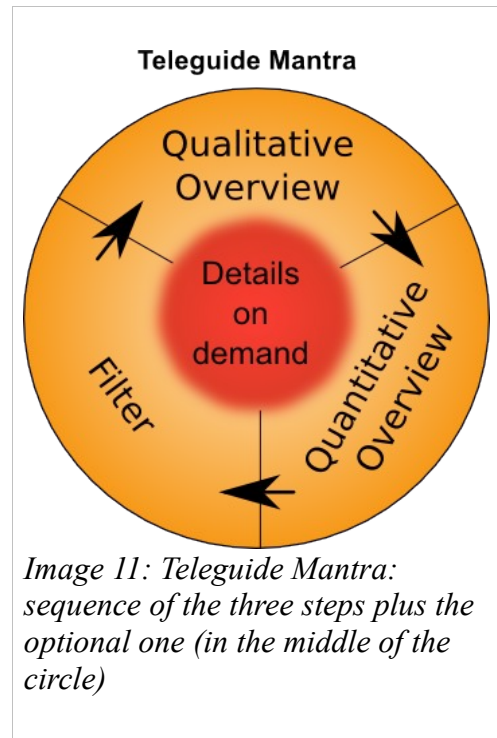 Teleguide Mantra
Qualitative
Overview
Details
on
demand
Quantitative
Overview
Filter
Image 11: Teleguide Mantra:
sequence of the three steps plus the
optional one (in the middle of the
circle)